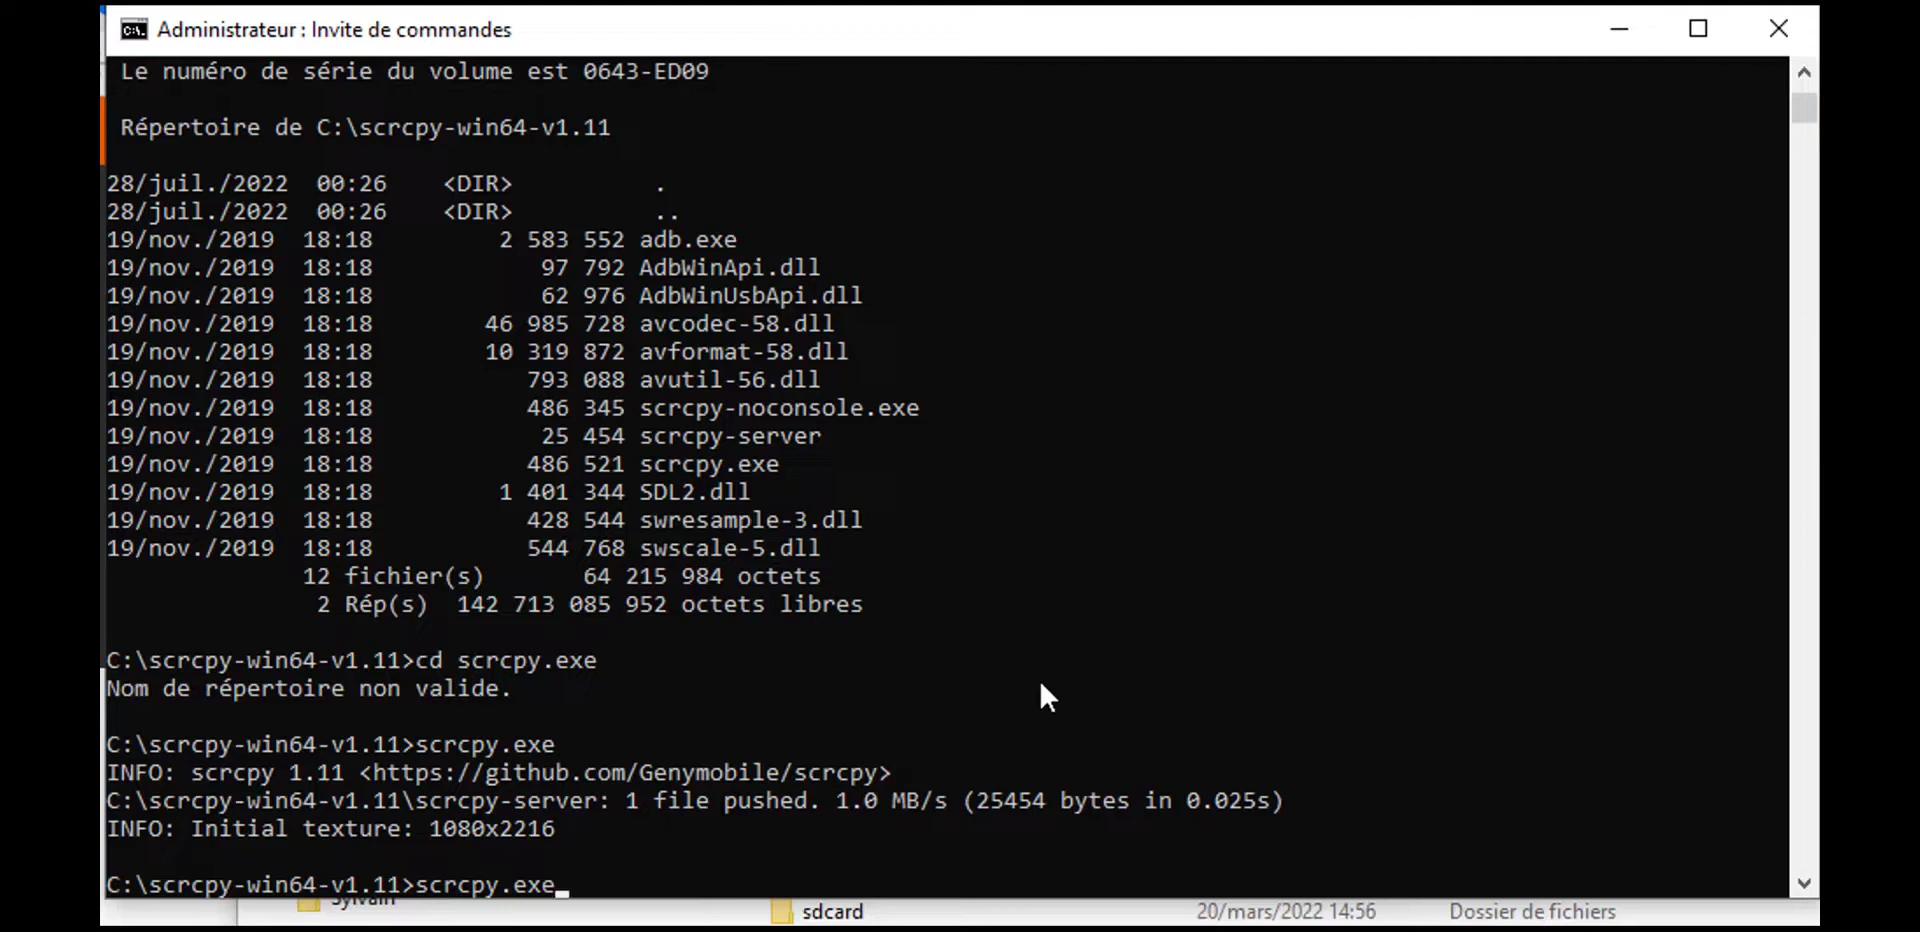 Administrateur : Invite de commandes
Le numéro de série du volume est 0643-ED09
Répertoire de C:\scrcpy-win64-v1.11
28/juil./2022 00:26 <DIR> .
28/juil./2022 00:26 <DIR> ..
19/nov./2019 18:18 2 583 552 adb.exe
19/nov./2019 18:18 97 792 AdbWinApi.dll
19/nov./2019 18:18 62 976 AdbWinUsbApi.dll
19/nov./2019 18:18 46 985 728 avcodec-58.dll
19/nov./2019 18:18 10 319 872 avformat-58.dll
19/nov./2019 18:18 793 088 avutil-56.dll
19/nov./2019 18:18 486 345 scrcpy-noconsole.exe
19/nov./2019 18:18 25 454 scrcpy-server
19/nov./2019 18:18 486 521 scrcpy.exe
19/nov./2019 18:18 1 401 344 SDL2.dll
19/nov./2019 18:18 428 544 swresample-3.dll
19/nov./2019 18:18 544 768 swscale-5.dll
12 fichier(s) 64 215 984 octets
2 Rép(s) 142 713 085 952 octets libres
C:\scrcpy-win64-v1.11>cd scrcpy.exe
Nom de répertoire non valide.
C:\scrcpy-win64-v1.11>scrcpy.exe
INFO: scrcpy 1.11 <https://github.com/Genymobile/scrcpy>
C:\scrcpy-win64-v1.11\scrcpy-server: 1 file pushed. 1.0 MB/s (25454 bytes in 0.025s)
INFO: Initial texture: 1080x2216
C:\scrcpy-win64-v1.11>scrcpy.exe
Sylvain sdcard 20/mars/2022 14:56 Dossier de fichiers